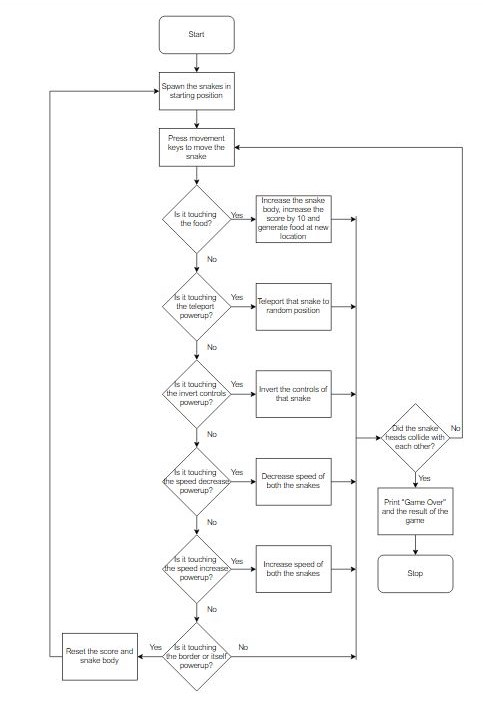 Start
Spawn the snakes in
starting position
Press movement
keys to move the
snake
Is it touching
the food?
Yes
Increase the snake
body, increase the
score by 10 and
generate food at new
location
No
Is it touching
the teleport
powerup?
Yes
Teleport that snake to
random position
No
Is it touching
the invert controls
powerup?
Yes
Invert the controls of
that snake
No
Did the snake
heads collide with
each other?
No
Yes
Is it touching
the speed decrease
powerup?
Yes
Decrease speed of
both the snakes
No
Print "Game Over"
and the result of the
game
Stop
Is it touching
the speed increase
powerup?
Yes
Increase speed of
both the snakes
No
Is it touching
the border or itself
powerup?
Yes
No
Reset the score and
snake body